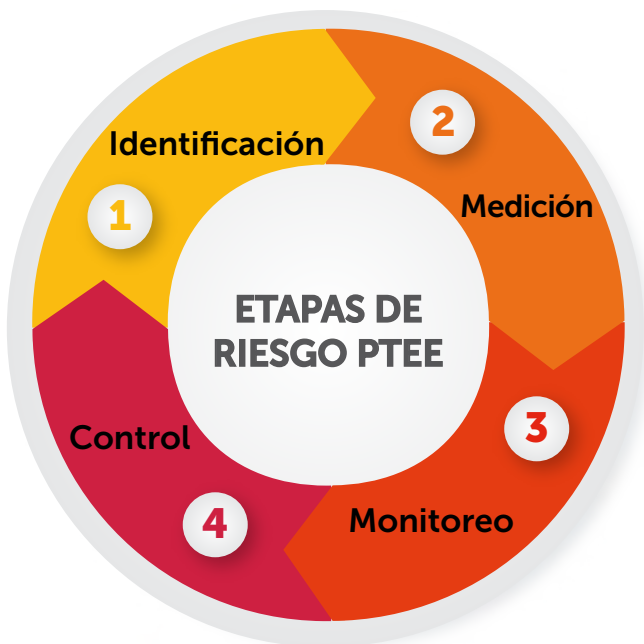 ETAPAS DE
RIESGO PTEE
1
Identificación
2
Medición
3
Monitoreo
4
Control